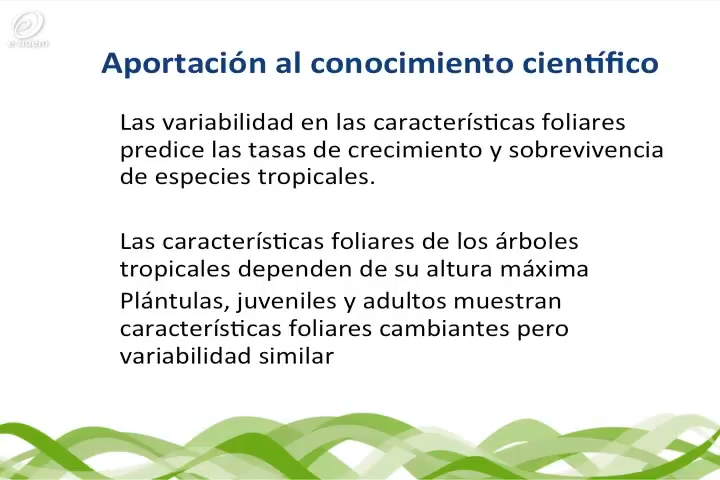 Aportación al conocimiento científico
Las variabilidad en las características foliares
predice las tasas de crecimiento y sobrevivencia
de especies tropicales.
Las características foliares de los árboles
tropicales dependen de su altura máxima
Plántulas, juveniles y adultos muestran
características foliares cambiantes pero
variabilidad similar